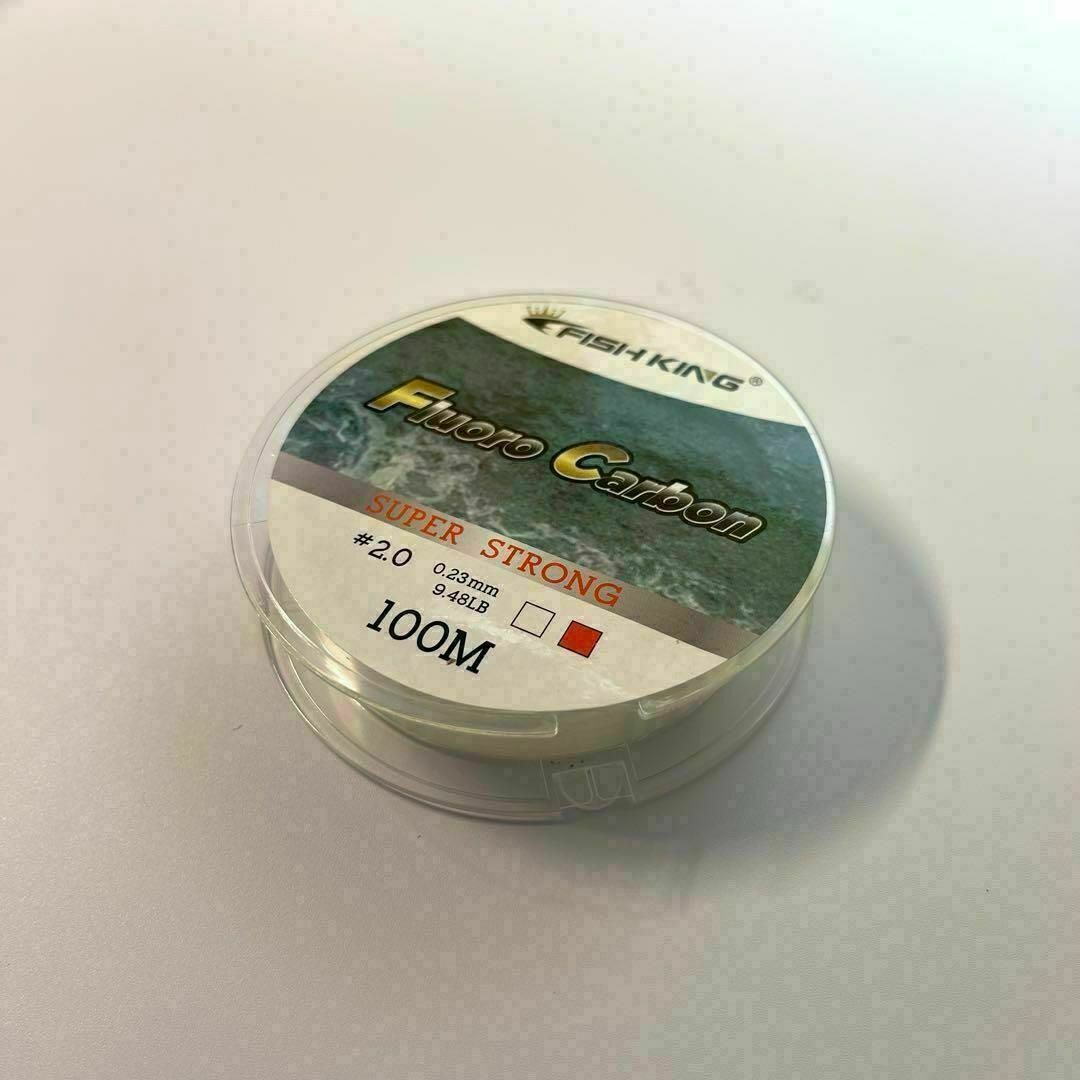 FISH KING®
Fluoro Carbon
SUPER STRONG
#2.0
0.23mm
9.48LB
100M